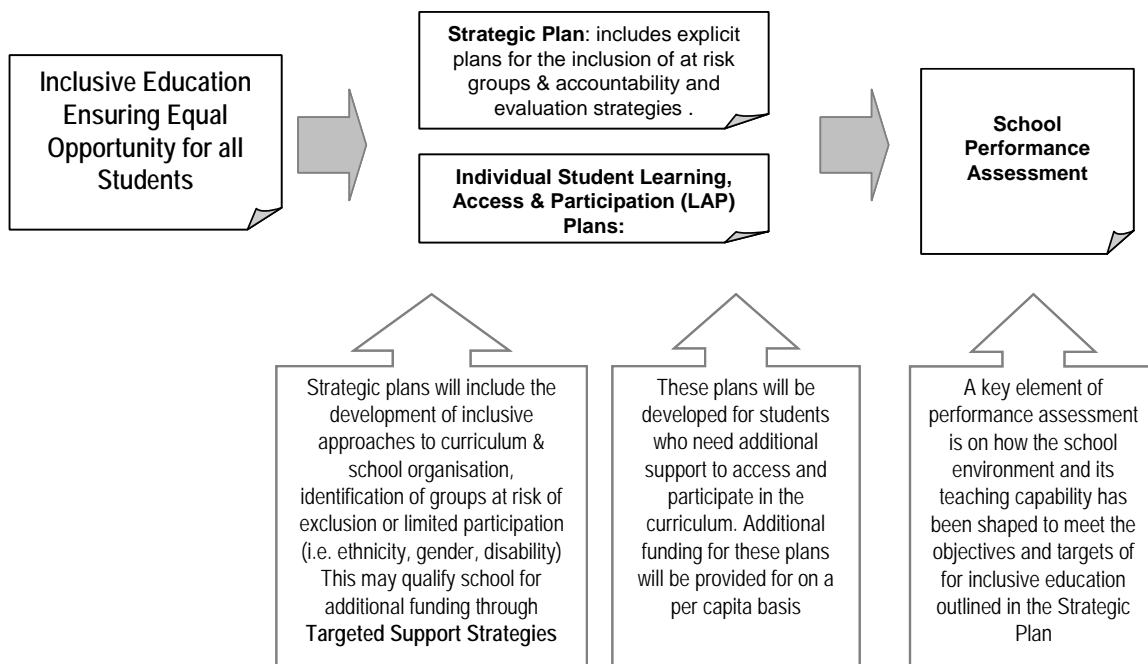 Inclusive Education
Ensuring Equal
Opportunity for all
Students
Strategic Plan: includes explicit
plans for the inclusion of at risk
groups & accountability and
evaluation strategies .
Individual Student Learning,
Access & Participation (LAP)
Plans:
School
Performance
Assessment
Strategic plans will include the
development of inclusive
approaches to curriculum &
school organisation,
identification of groups at risk of
exclusion or limited participation
(i.e. ethnicity, gender, disability)
This may qualify school for
additional funding through
Targeted Support Strategies
These plans will be
developed for students
who need additional
support to access and
participate in the
curriculum. Additional
funding for these plans
will be provided for on a
per capita basis
A key element of
performance assessment
is on how the school
environment and its
teaching capability has
been shaped to meet the
objectives and targets of
for inclusive education
outlined in the Strategic
Plan